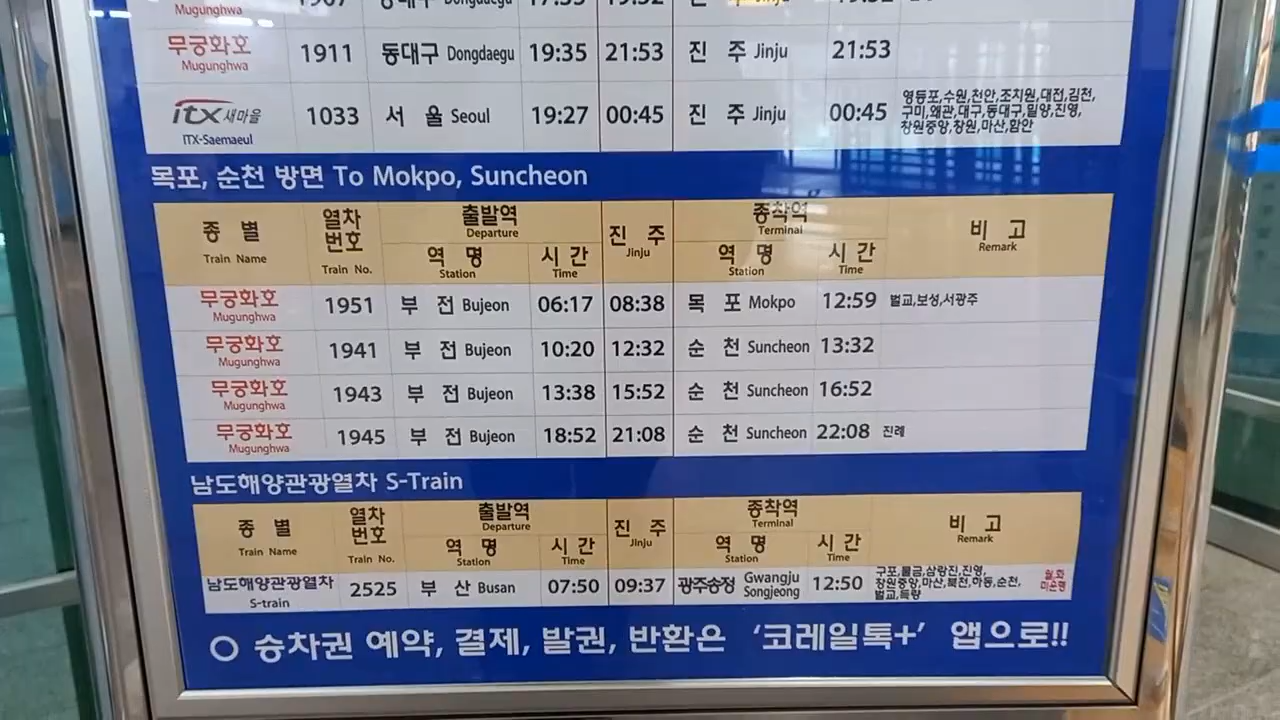 Mugunghwa 1907 동대구 Dongdaegu 진 주 Jinju
무궁화호 Mugunghwa 1911 동대구 Dongdaegu 19:35 21:53 진 주 Jinju 21:53
itx 새마을 ITX-Saemaeul 1033 서 울 Seoul 19:27 00:45 진 주 Jinju 00:45 영등포,수원,천안,조치원,대전,김천,
구미,왜관,대구,동대구,밀양,진영,
창원중앙,창원,마산,함안
목포, 순천 방면 To Mokpo, Suncheon
종 별 Train Name 열차 번호 Train No. 출발역 Departure 진 주 Jinju 종착역 Terminal 비 고 Remark
역 명 Station 시 간 Time 역 명 Station 시 간 Time
무궁화호 Mugunghwa 1951 부 전 Bujeon 06:17 08:38 목 포 Mokpo 12:59 벌교,보성,서광주
무궁화호 Mugunghwa 1941 부 전 Bujeon 10:20 12:32 순 천 Suncheon 13:32
무궁화호 Mugunghwa 1943 부 전 Bujeon 13:38 15:52 순 천 Suncheon 16:52
무궁화호 Mugunghwa 1945 부 전 Bujeon 18:52 21:08 순 천 Suncheon 22:08 진례
남도해양관광열차 S-Train
종 별 Train Name 열차 번호 Train No. 출발역 Departure 진 주 Jinju 종착역 Terminal 비 고 Remark
역 명 Station 시 간 Time 역 명 Station 시 간 Time
남도해양관광열차 S-train 2525 부 산 Busan 07:50 09:37 광주송정 Gwangju Songjeong 12:50 구포,물금,삼랑진,진영,
창원중앙,마산,북천,하동,순천,
벌교,득량
월,화
미운행
○ 승차권 예약, 결제, 발권, 반환은 ‘코레일톡+’ 앱으로!!